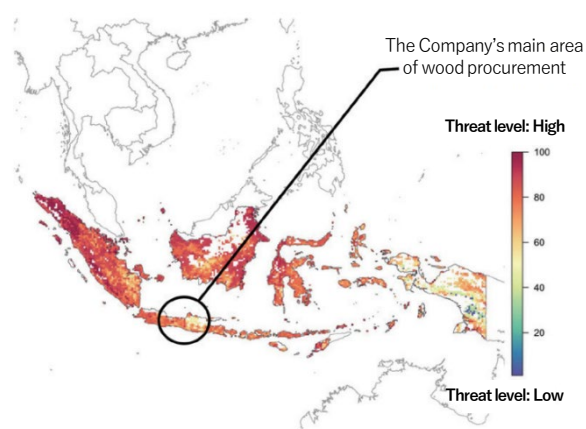 The Company's main area
of wood procurement
Threat level: High
100
80
60
40
20
Threat level: Low